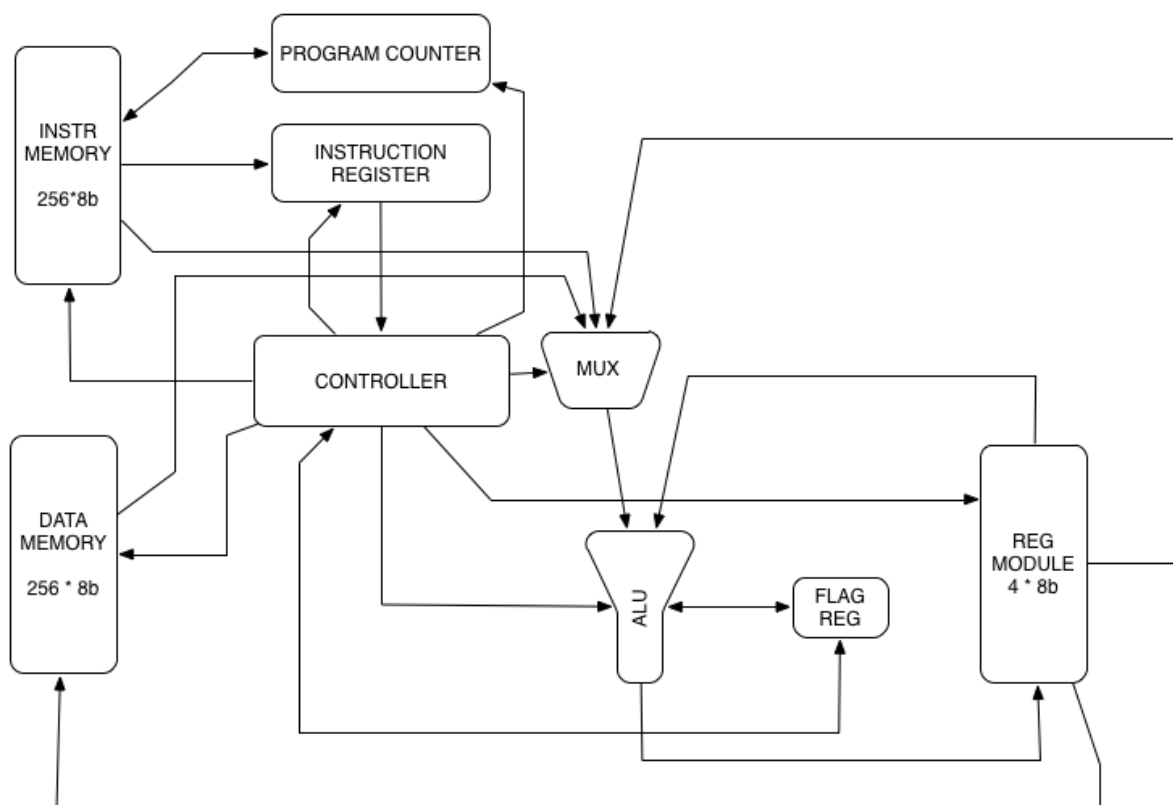 PROGRAM COUNTER
INSTR
MEMORY
256*8b
INSTRUCTION
REGISTER
MUX
CONTROLLER
DATA
MEMORY
256 * 8b
REG
MODULE
4 * 8b
ALU
FLAG
REG